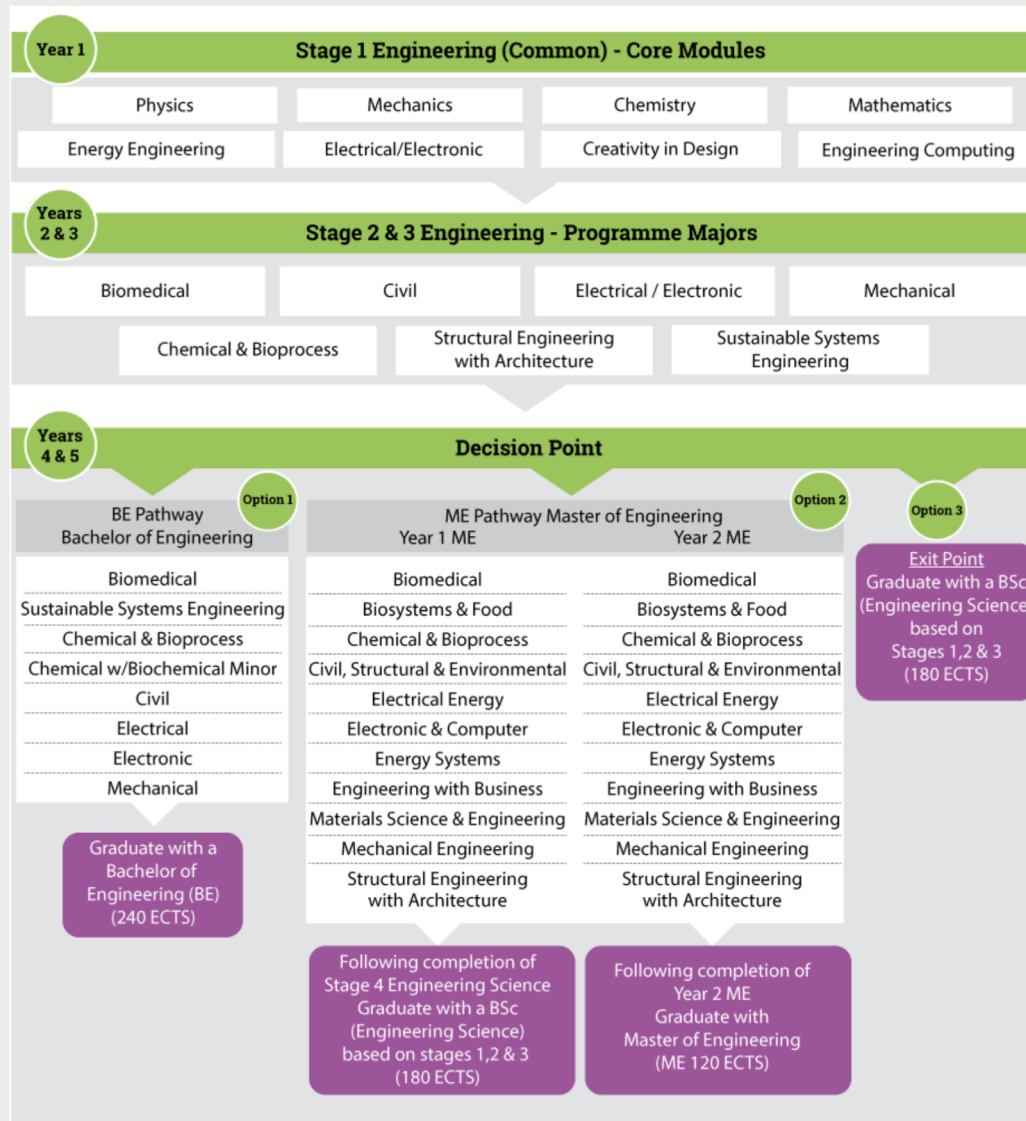 Year 1
Stage 1 Engineering (Common) - Core Modules
Physics
Mechanics
Chemistry
Mathematics
Energy Engineering
Electrical/Electronic
Creativity in Design
Engineering Computing
Years
2 & 3
Stage 2 & 3 Engineering - Programme Majors
Biomedical
Civil
Electrical / Electronic
Mechanical
Chemical & Bioprocess
Structural Engineering
with Architecture
Sustainable Systems
Engineering
Years
4 & 5
Decision Point
Option 1
BE Pathway
Bachelor of Engineering
Biomedical
Sustainable Systems Engineering
Chemical & Bioprocess
Chemical w/Biochemical Minor
Civil
Electrical
Electronic
Mechanical
Graduate with a
Bachelor of
Engineering (BE)
(240 ECTS)
Option 2
ME Pathway Master of Engineering
Year 1 ME
Biomedical
Biosystems & Food
Chemical & Bioprocess
Civil, Structural & Environmental
Electrical Energy
Electronic & Computer
Energy Systems
Engineering with Business
Materials Science & Engineering
Mechanical Engineering
Structural Engineering
with Architecture
Following completion of
Stage 4 Engineering Science
Graduate with a BSc
(Engineering Science)
based on stages 1,2 & 3
(180 ECTS)
Year 2 ME
Biomedical
Biosystems & Food
Chemical & Bioprocess
Civil, Structural & Environmental
Electrical Energy
Electronic & Computer
Energy Systems
Engineering with Business
Materials Science & Engineering
Mechanical Engineering
Structural Engineering
with Architecture
Following completion of
Year 2 ME
Graduate with
Master of Engineering
(ME 120 ECTS)
Option 3
Exit Point
Graduate with a BSc
(Engineering Science
based on
Stages 1,2 & 3
(180 ECTS)